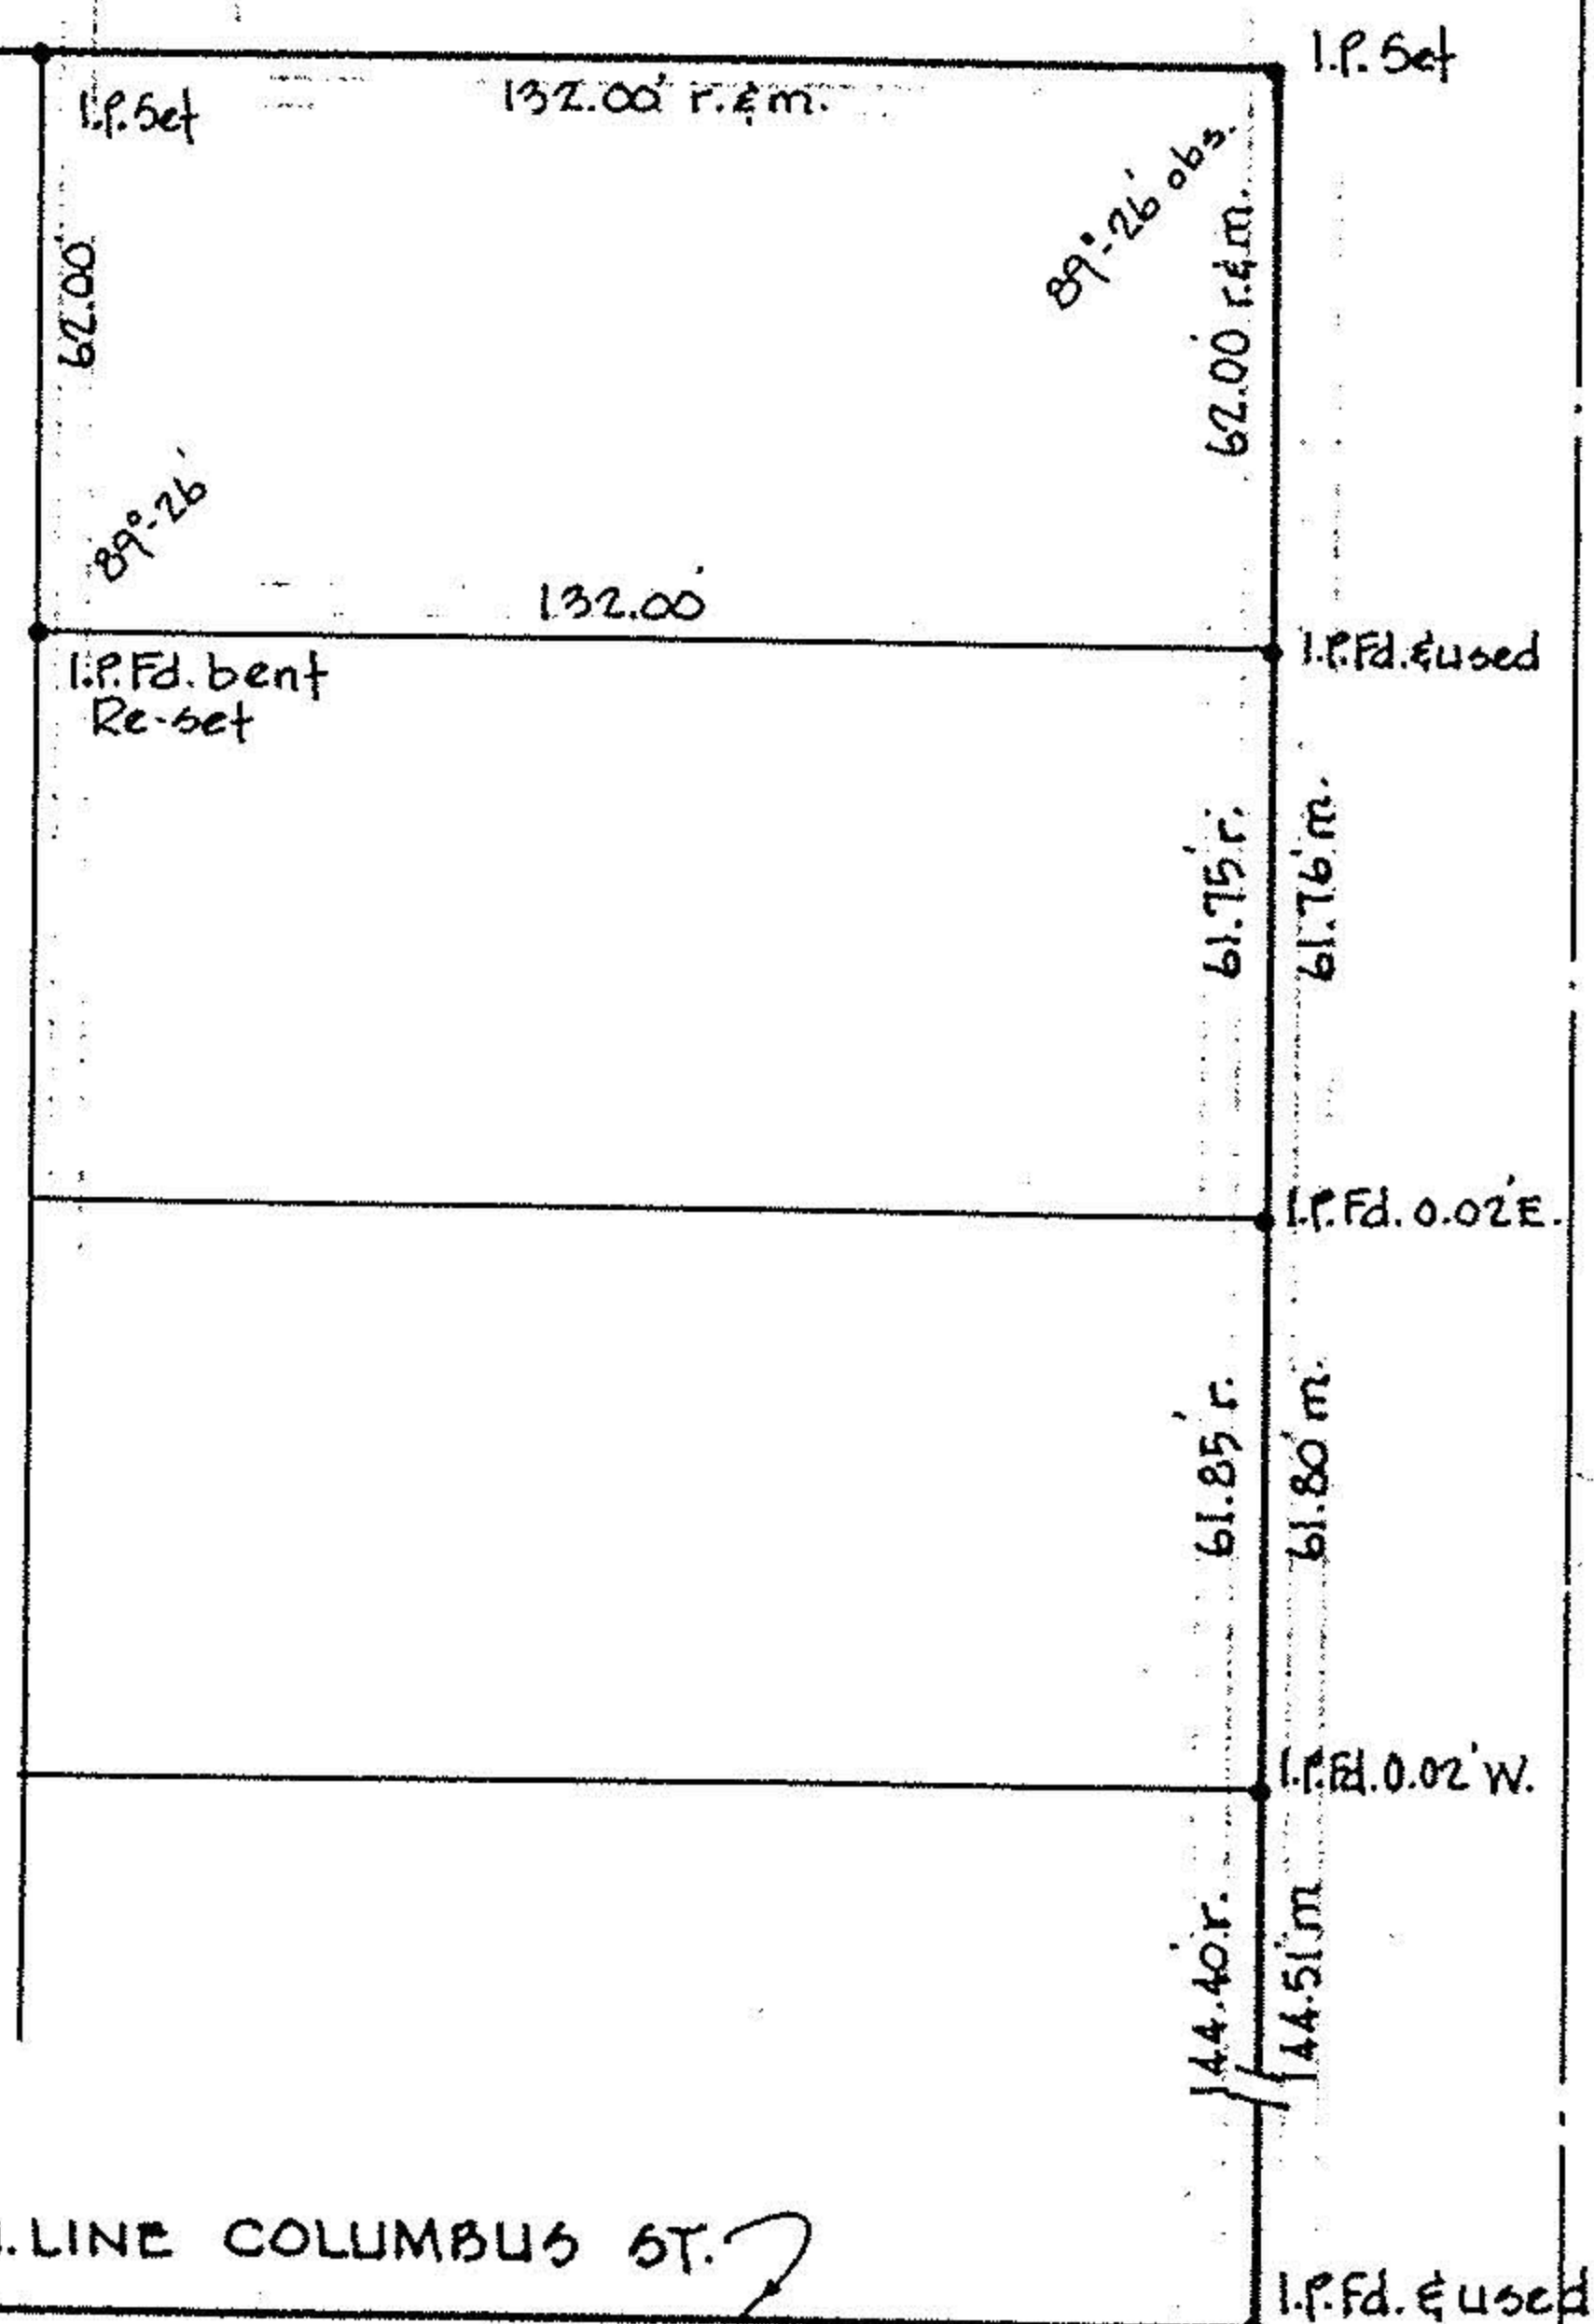 I.P. Set
I.P. Set
132.00' r. & m.
89°-26' obs.
62.00' r. & m.
62.00'
89°-26'
132.00'
I.P. Fd. bent
Re-set
I.P. Fd. & used
61.75' r.
61.76' m.
I.P. Fd. 0.02' E.
61.85' r.
61.80' m.
I.P. Fd. 0.02' W.
144.40' r.
144.51' m.
. LINE COLUMBUS ST.
I.P. Fd. & used